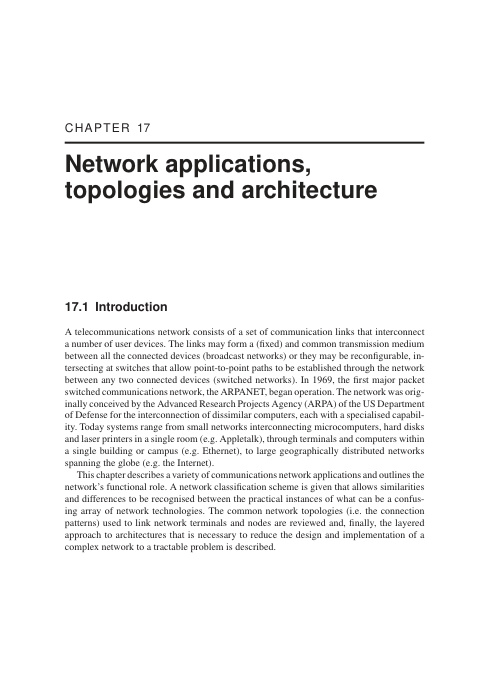 CHAPTER 17
Network applications,
topologies and architecture
17.1 Introduction
A telecommunications network consists of a set of communication links that interconnect
a number of user devices. The links may form a (fixed) and common transmission medium
between all the connected devices (broadcast networks) or they may be reconfigurable, in-
tersecting at switches that allow point-to-point paths to be established through the network
between any two connected devices (switched networks). In 1969, the first major packet
switched communications network, the ARPANET, began operation. The network was orig-
inally conceived by the Advanced Research Projects Agency (ARPA) of the US Department
of Defense for the interconnection of dissimilar computers, each with a specialised capabil-
ity. Today systems range from small networks interconnecting microcomputers, hard disks
and laser printers in a single room (e.g. Appletalk), through terminals and computers within
a single building or campus (e.g. Ethernet), to large geographically distributed networks
spanning the globe (e.g. the Internet).
This chapter describes a variety of communications network applications and outlines the
network's functional role. A network classification scheme is given that allows similarities
and differences to be recognised between the practical instances of what can be a confus-
ing array of network technologies. The common network topologies (i.e. the connection
patterns) used to link network terminals and nodes are reviewed and, finally, the layered
approach to architectures that is necessary to reduce the design and implementation of a
complex network to a tractable problem is described.